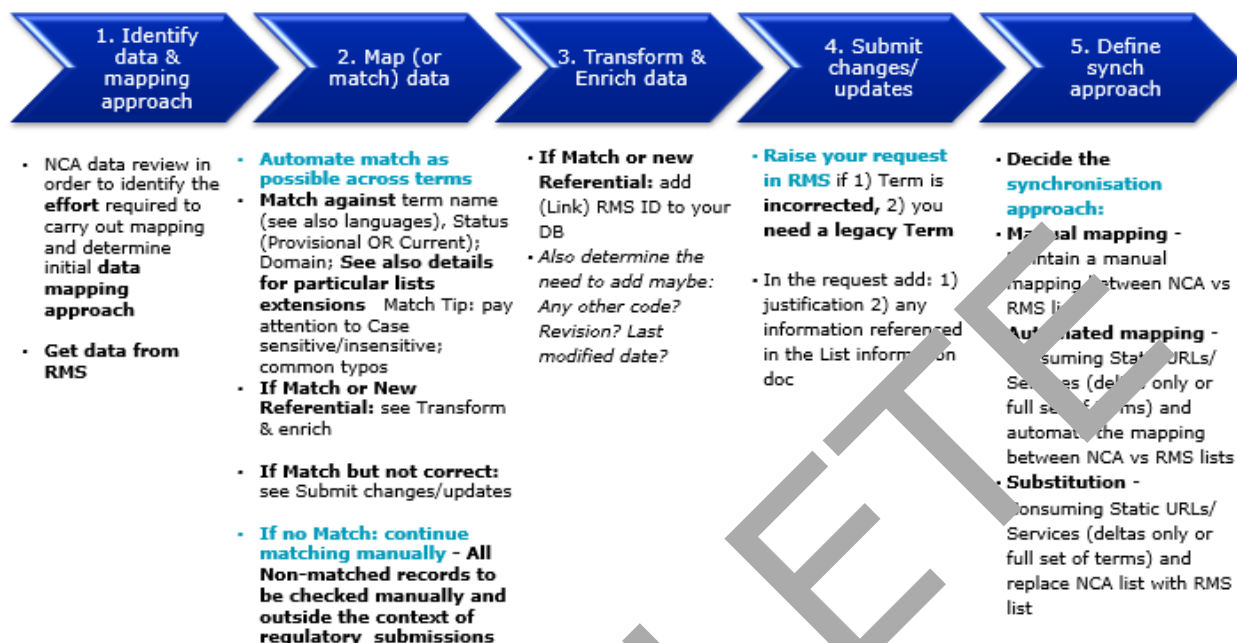 1. Identify
data &
mapping
approach
2. Map (or
match) data
3. Transform &
Enrich data
4. Submit
changes/
updates
5. Define
synch
approach
• NCA data review in
order to identify the
effort required to
carry out mapping
and determine
initial data
mapping
approach
• Get data from
RMS
• Automate match as
possible across terms
• Match against term name
(see also languages), Status
(Provisional OR Current);
Domain; See also details
for particular lists
extensions Match Tip: pay
attention to Case
sensitive/insensitive;
common typos
• If Match or New
Referential: see Transform
& enrich
• If Match but not correct:
see Submit changes/updates
• If no Match: continue
matching manually - All
Non-matched records to
be checked manually and
outside the context of
regulatory submissions
• If Match or new
Referential: add
(Link) RMS ID to your
DB
• Also determine the
need to add maybe:
Any other code?
Revision? Last
modified date?
• Raise your request
in RMS if 1) Term is
incorrect, 2) you
need a legacy Term
• In the request add: 1)
justification 2) any
information referenced
in the List information
doc
• Decide the
synchronisation
approach:
• Manual mapping -
a manual
mapping between NCA vs
RMS
• Automated mapping -
Static URLs/
(deltas only or
full set of terms) and
automate the mapping
between NCA vs RMS lists
• Substitution -
Consuming Static URLs/
Services (deltas only or
full set of terms) and
replace NCA list with RMS
list